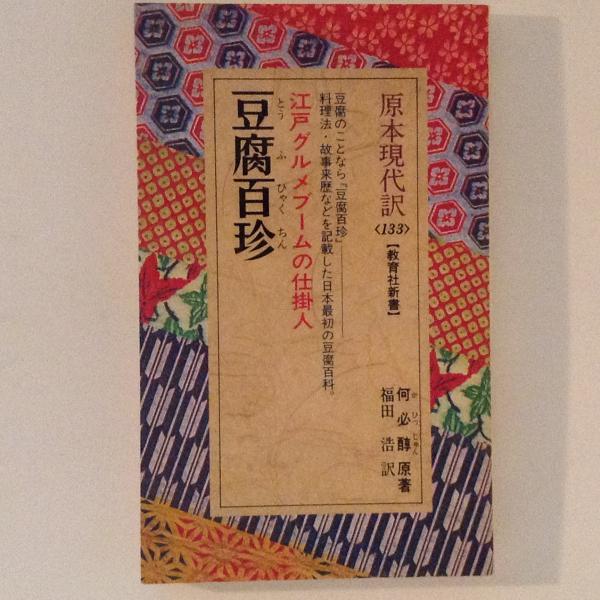 原本現代訳〈133〉【教育社新書】
豆腐のことなら『豆腐百珍』――
料理法・故事来歴などを記載した日本最初の豆腐百科。
江戸グルメブームの仕掛人
豆腐百珍
とうふひゃくちん
何必醇 原著
かひつじゅん
福田 浩 訳